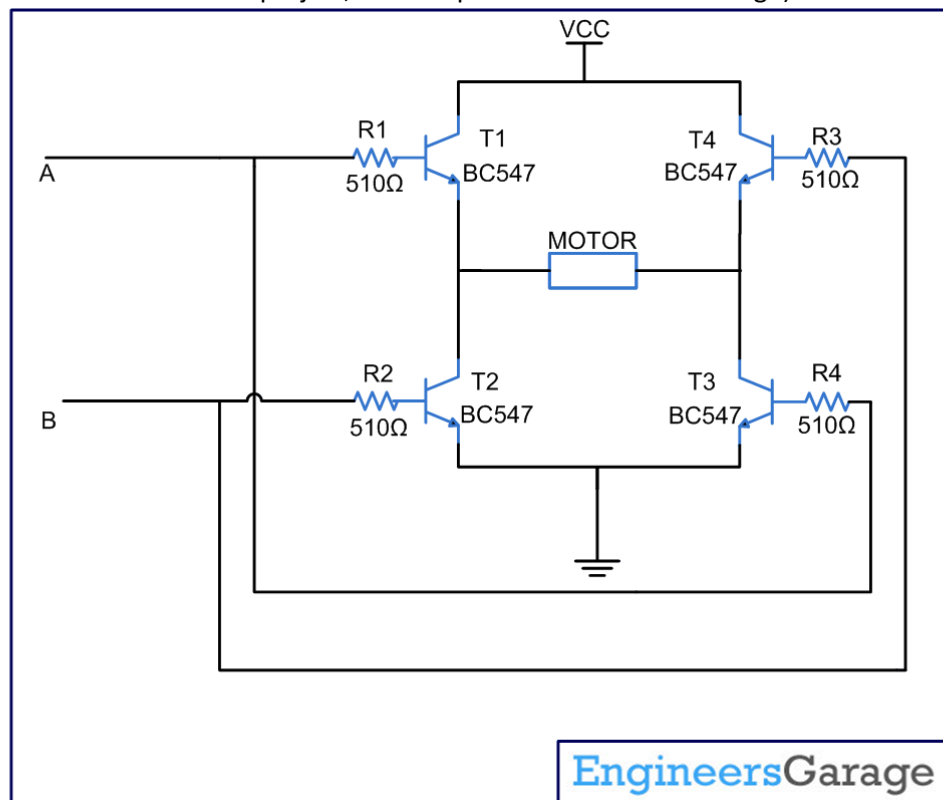 VCC
R1
T1
T4
R3
A
510Ω
BC547
BC547
510Ω
MOTOR
R2
T2
T3
R4
B
510Ω
BC547
BC547
510Ω
EngineersGarage